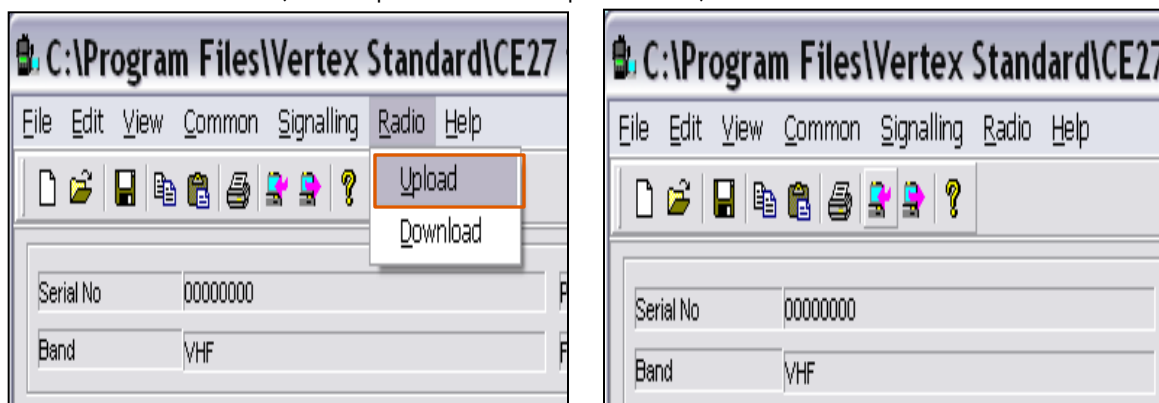 C:\Program Files\Vertex Standard\CE27
File Edit View Common Signalling Radio Help
Upload
Download
Serial No 00000000
Band VHF
C:\Program Files\Vertex Standard\CE27
File Edit View Common Signalling Radio Help
Serial No 00000000
Band VHF